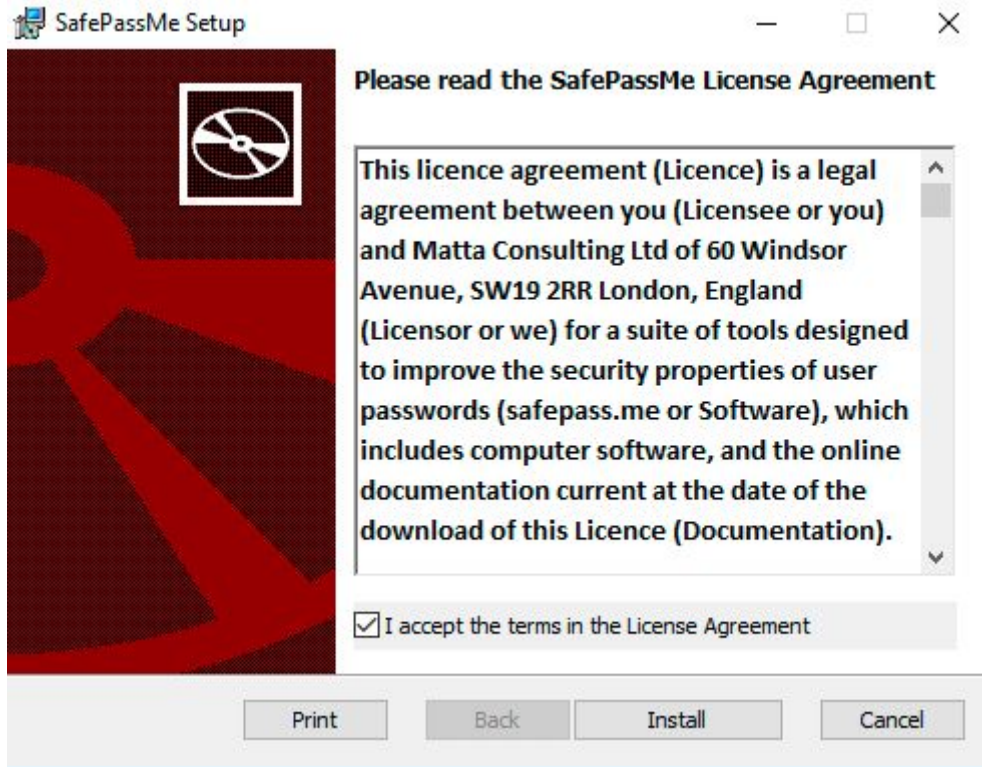 SafePassMe Setup
Please read the SafePassMe License Agreement
This licence agreement (Licence) is a legal
agreement between you (Licensee or you)
and Matta Consulting Ltd of 60 Windsor
Avenue, SW19 2RR London, England
(Licensor or we) for a suite of tools designed
to improve the security properties of user
passwords (safepass.me or Software), which
includes computer software, and the online
documentation current at the date of the
download of this Licence (Documentation).
I accept the terms in the License Agreement
Print Back Install Cancel